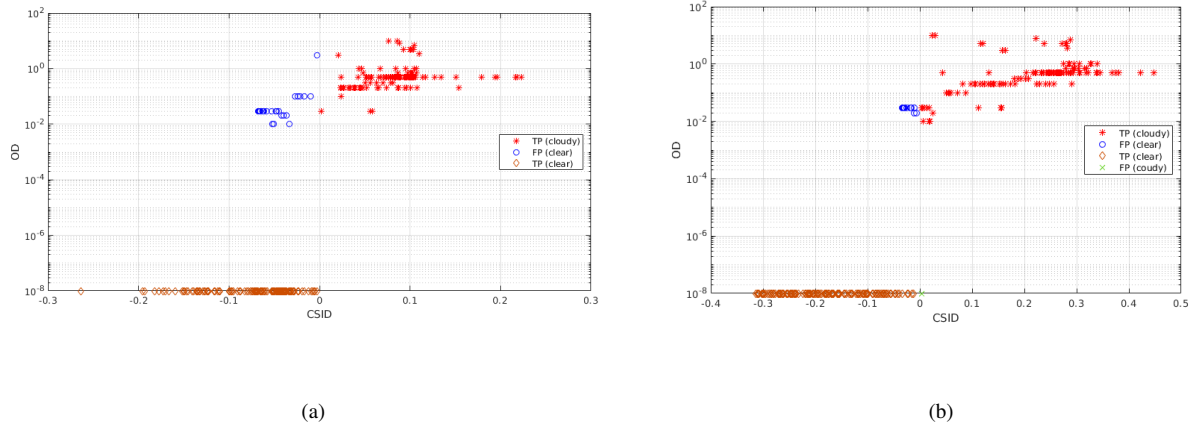 10^2
10^0
10^-2
10^-4
10^-6
10^-8
OD
-0.3 -0.2 -0.1 0 0.1 0.2 0.3
CSID
TP (cloudy)
FP (clear)
TP (clear)
(a)
10^2
10^0
10^-2
10^-4
10^-6
10^-8
OD
-0.4 -0.3 -0.2 -0.1 0 0.1 0.2 0.3 0.4 0.5
CSID
TP (cloudy)
FP (clear)
TP (clear)
FP (coudy)
(b)